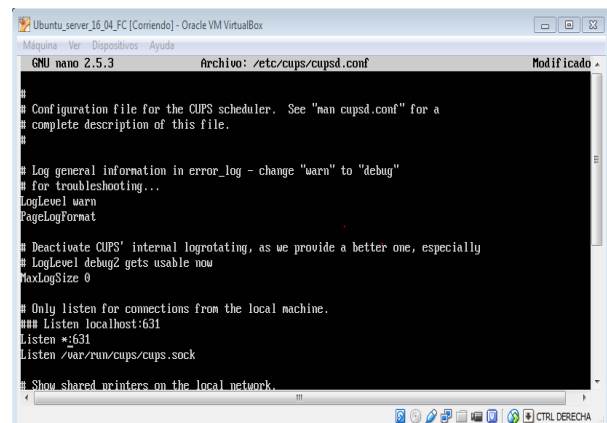 Ubuntu_server_16_04_FC [Corriendo] - Oracle VM VirtualBox
Máquina Ver Dispositivos Ayuda
GNU nano 2.5.3 Archivo: /etc/cups/cupsd.conf Modificado
#
# Configuration file for the CUPS scheduler. See "man cupsd.conf" for a
# complete description of this file.
#
# Log general information in error_log - change "warn" to "debug"
# for troubleshooting...
LogLevel warn
PageLogFormat
# Deactivate CUPS' internal logrotating, as we provide a better one, especially
# LogLevel debug2 gets usable now
MaxLogSize 0
# Only listen for connections from the local machine.
### Listen localhost:631
Listen *:631
Listen /var/run/cups/cups.sock
# Show shared printers on the local network.
CTRL DERECHA